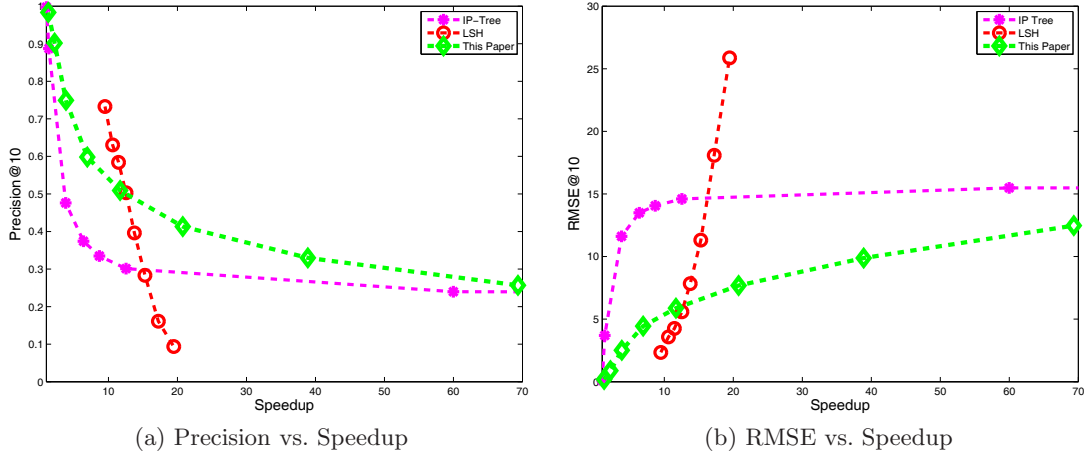 1
0.9
0.8
0.7
0.6
0.5
0.4
0.3
0.2
0.1
0
10 20 30 40 50 60 70
Precision@10
Speedup
IP-Tree
LSH
This Paper
(a) Precision vs. Speedup
30
25
20
15
10
5
0
10 20 30 40 50 60 70
RMSE@10
Speedup
IP Tree
LSH
This Paper
(b) RMSE vs. Speedup